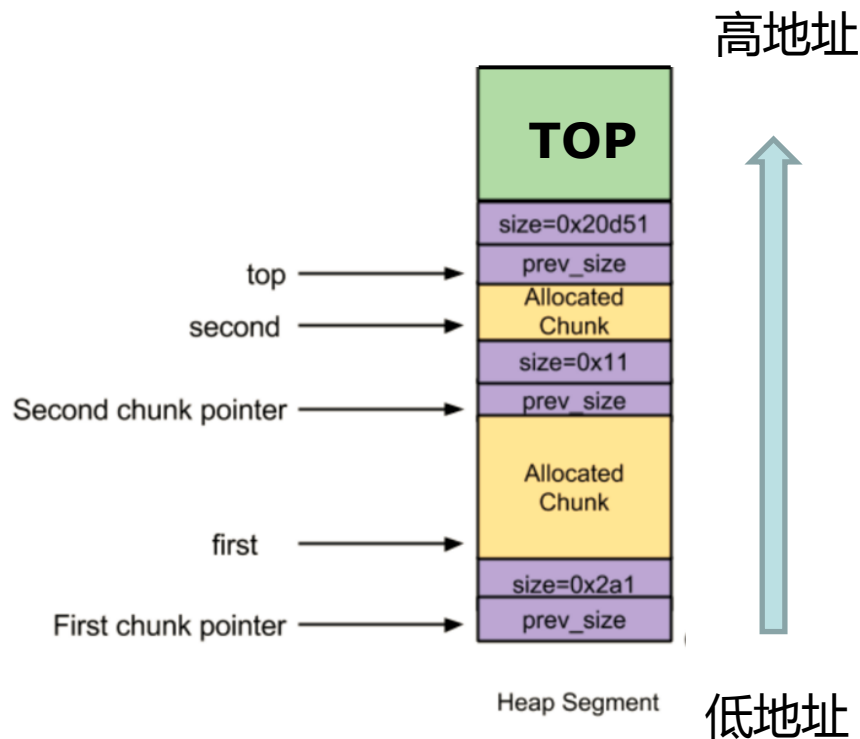 高地址
TOP
size=0x20d51
top
prev_size
Allocated
Chunk
second
size=0x11
Second chunk pointer
prev_size
Allocated
Chunk
first
size=0x2a1
First chunk pointer
prev_size
Heap Segment
低地址